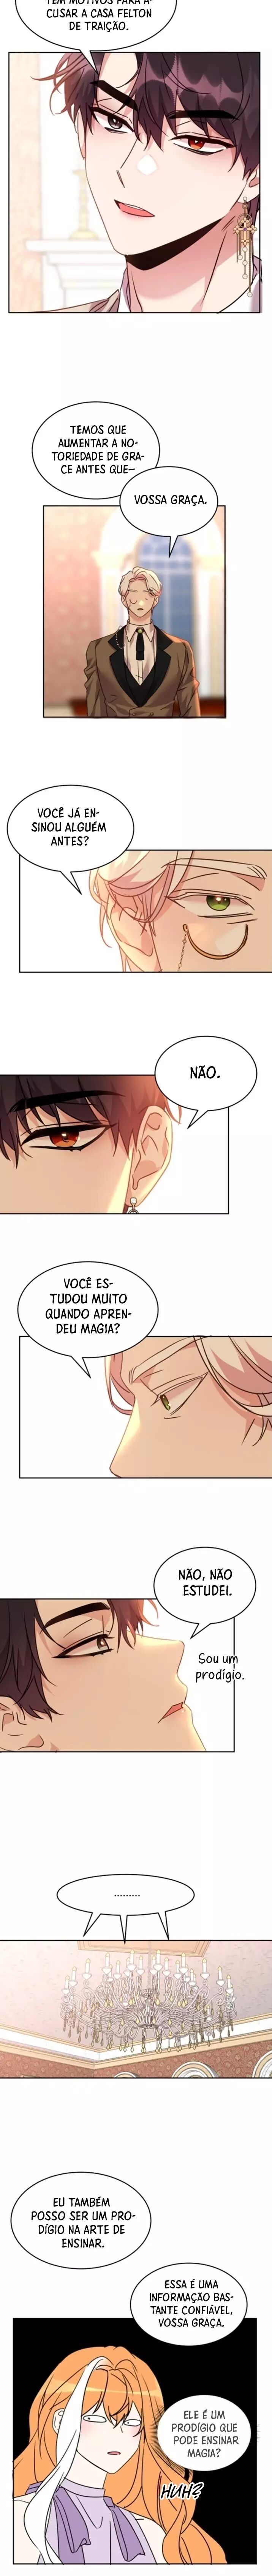 TEM MOTIVOS PARA A-
CUSAR A CASA FELTON
DE TRAIÇÃO.
TEMOS QUE
AUMENTAR A NO-
TORIEDADE DE GRA-
CE ANTES QUE—
VOSSA GRAÇA.
VOCÊ JÁ EN-
SINOU ALGUÉM
ANTES?
NÃO.
VOCÊ ES-
TUDOU MUITO
QUANDO APREN-
DEU MAGIA?
NÃO, NÃO
ESTUDEI.
Sou um
prodígio.
.........
EU TAMBÉM
POSSO SER UM PRO-
DÍGIO NA ARTE DE
ENSINAR.
ESSA É UMA
INFORMAÇÃO BAS-
TANTE CONFIÁVEL,
VOSSA GRAÇA.
ELE É UM
PRODÍGIO QUE
PODE ENSINAR
MAGIA?
HUH?